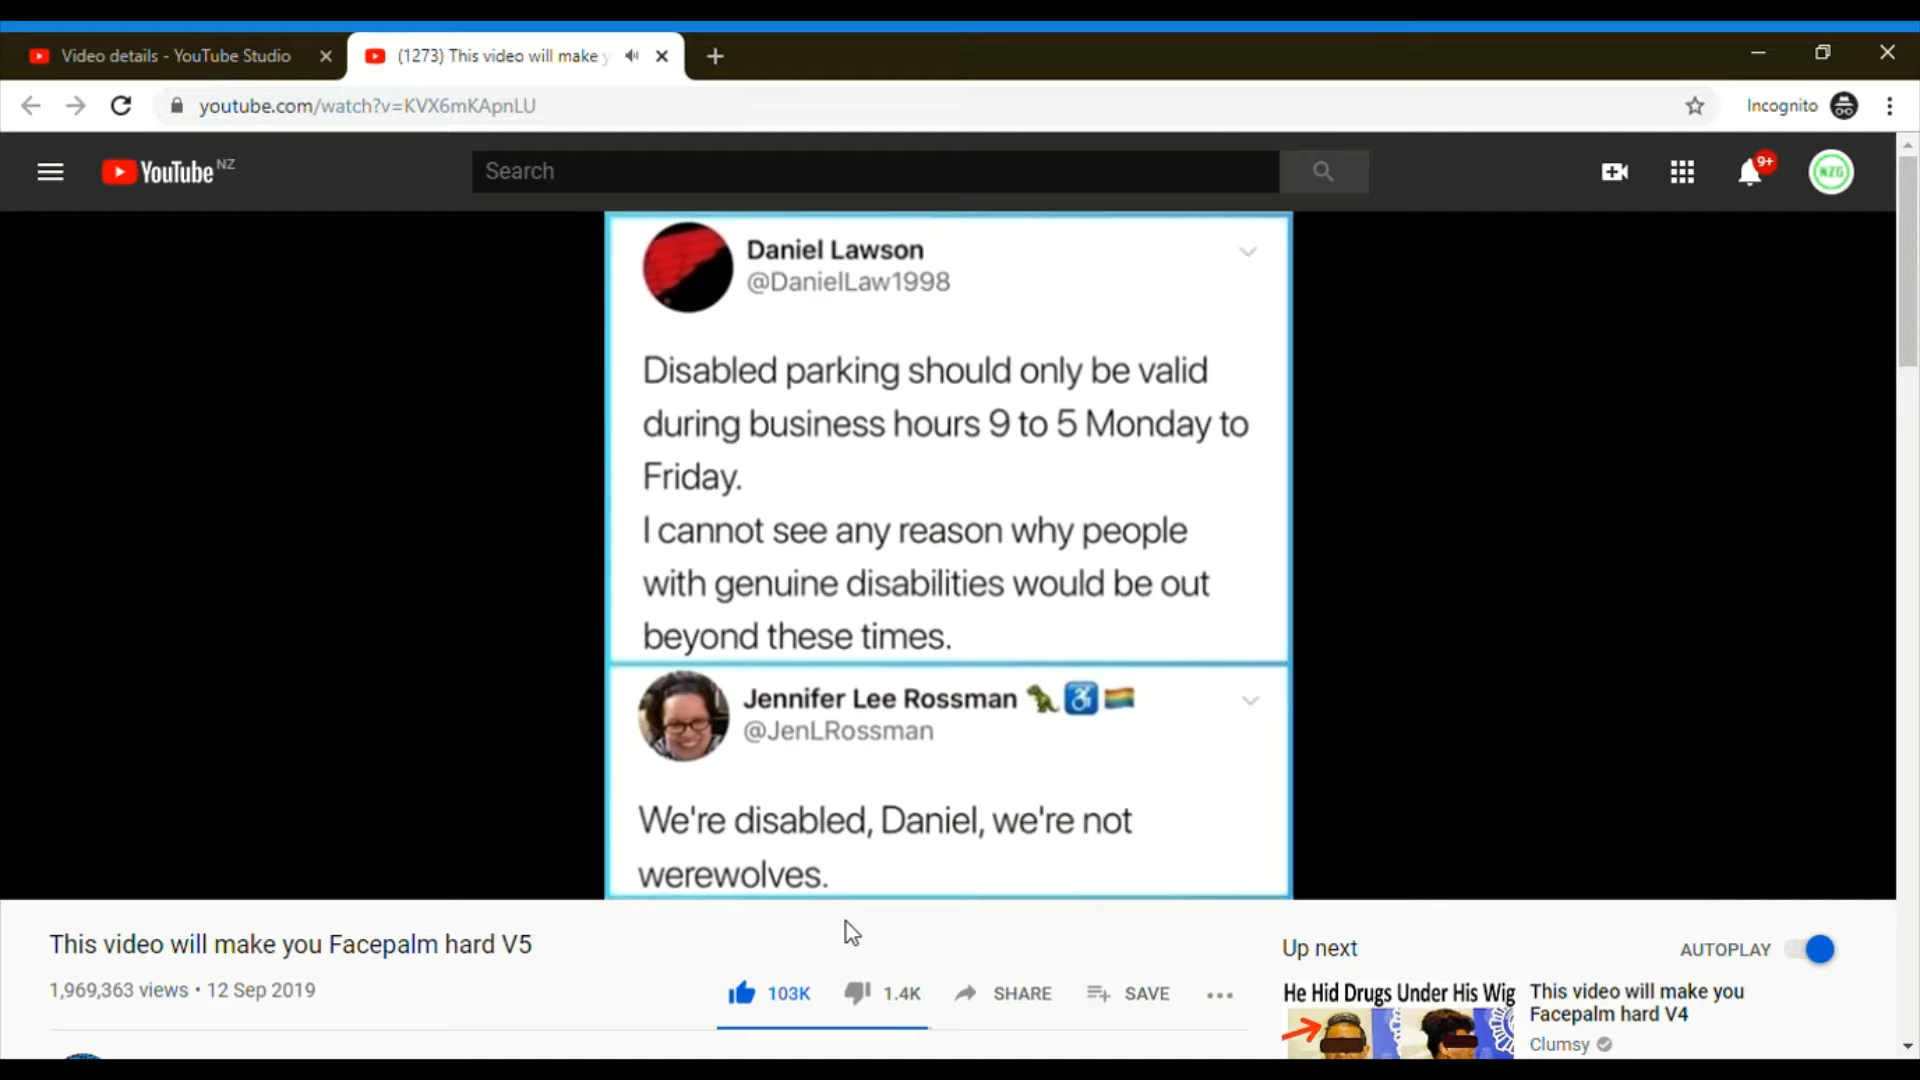 Video details - YouTube Studio
(1273) This video will make y
youtube.com/watch?v=KVX6mKApnLU
Incognito
YouTube NZ
Search
9+
NZG
Daniel Lawson
@DanielLaw1998
Disabled parking should only be valid
during business hours 9 to 5 Monday to
Friday.
I cannot see any reason why people
with genuine disabilities would be out
beyond these times.
Jennifer Lee Rossman 🦖♿🏳️‍🌈
@JenLRossman
We're disabled, Daniel, we're not
werewolves.
This video will make you Facepalm hard V5
1,969,363 views • 12 Sep 2019
103K
1.4K
SHARE
SAVE
Up next
AUTOPLAY
He Hid Drugs Under His Wig
This video will make you
Facepalm hard V4
Clumsy